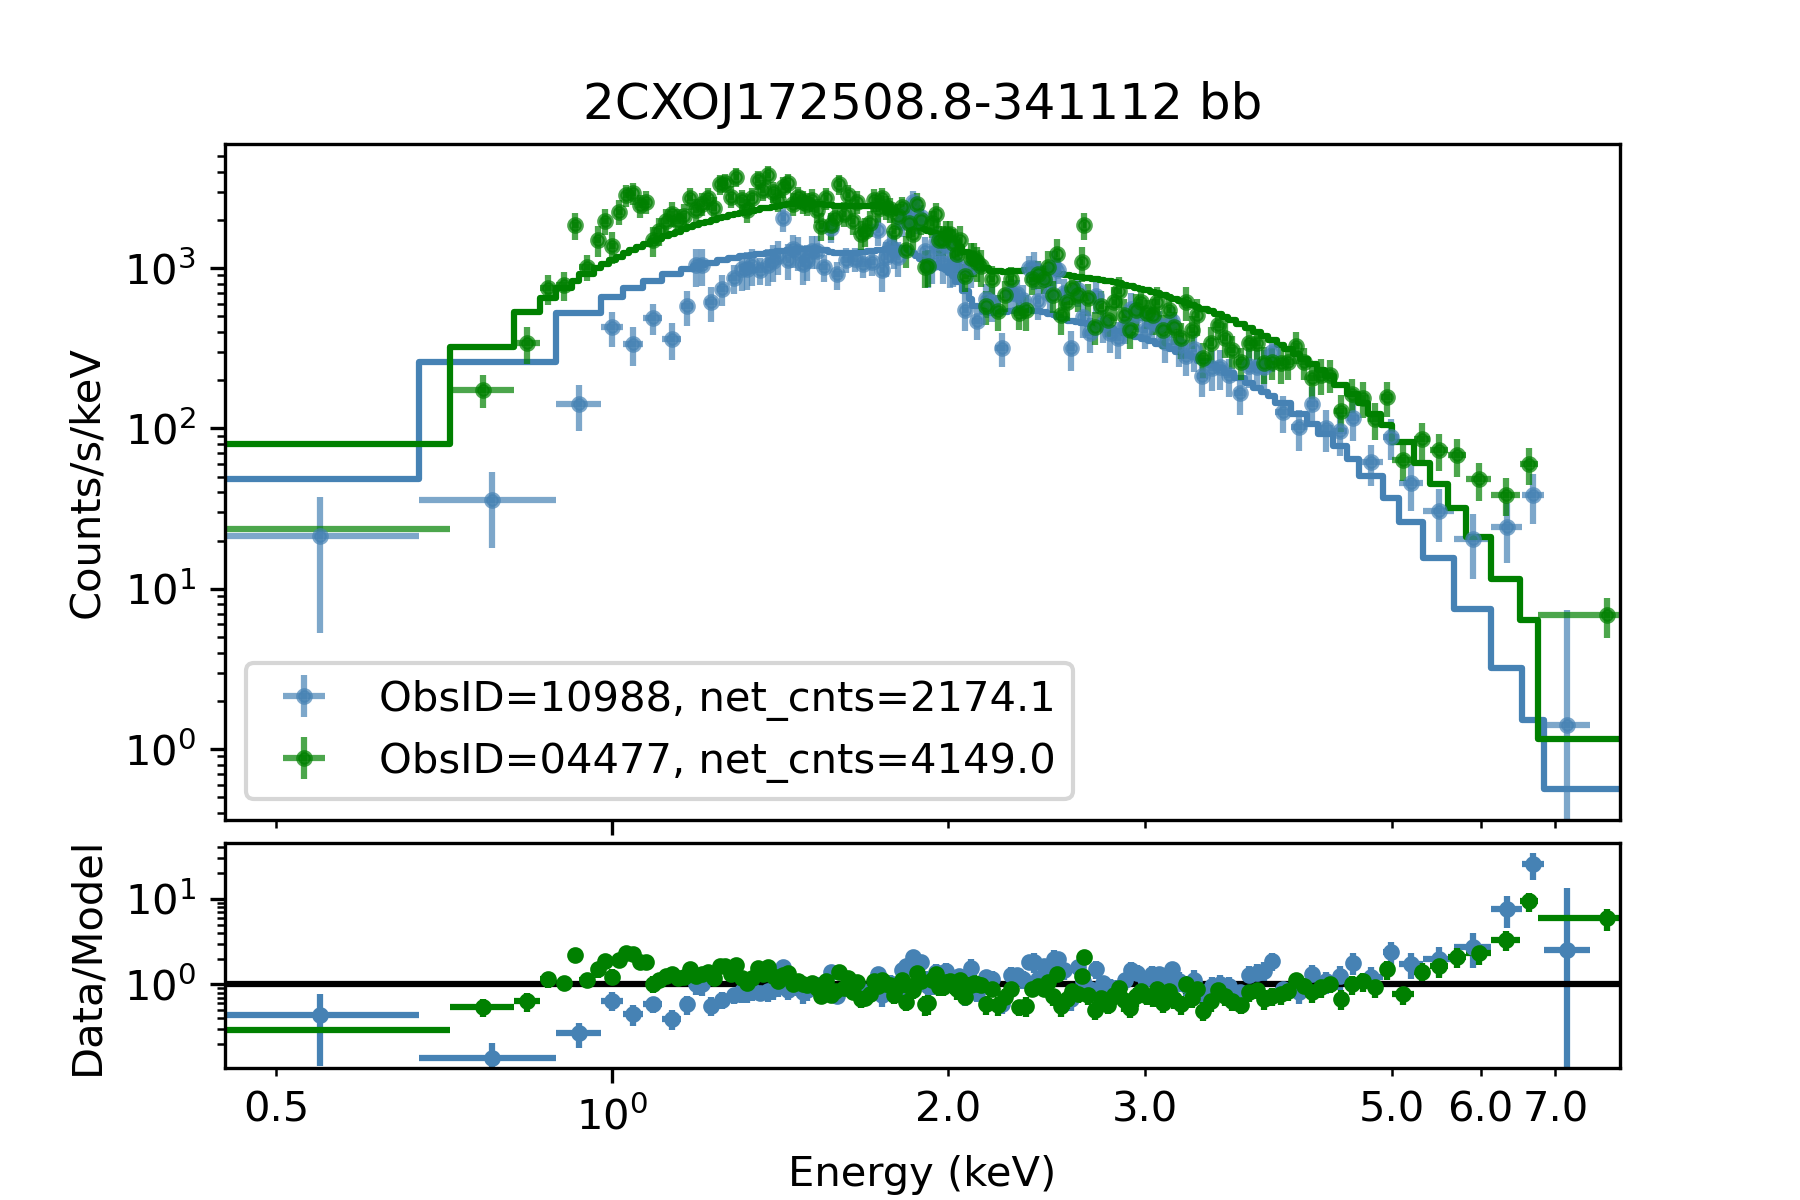 2CXOJ172508.8-341112 bb
Counts/s/keV
10³
10²
10¹
10⁰
ObsID=10988, net_cnts=2174.1
ObsID=04477, net_cnts=4149.0
Data/Model
10¹
10⁰
0.5 10⁰ 2.0 3.0 5.0 6.0 7.0
Energy (keV)